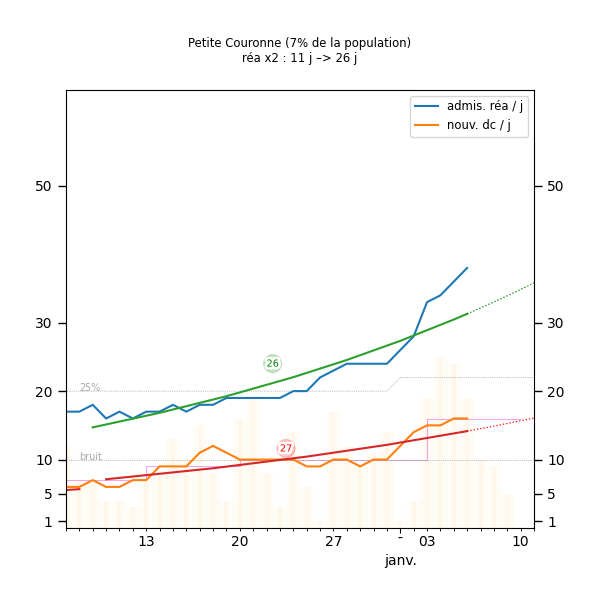 Petite Couronne (7% de la population)
réa x2 : 11 j –> 26 j
admis. réa / j
nouv. dc / j
50 50
30 30
26
25%
20 20
27
bruit
10 10
5 5
1 1
13 20 27 - 03 10
janv.